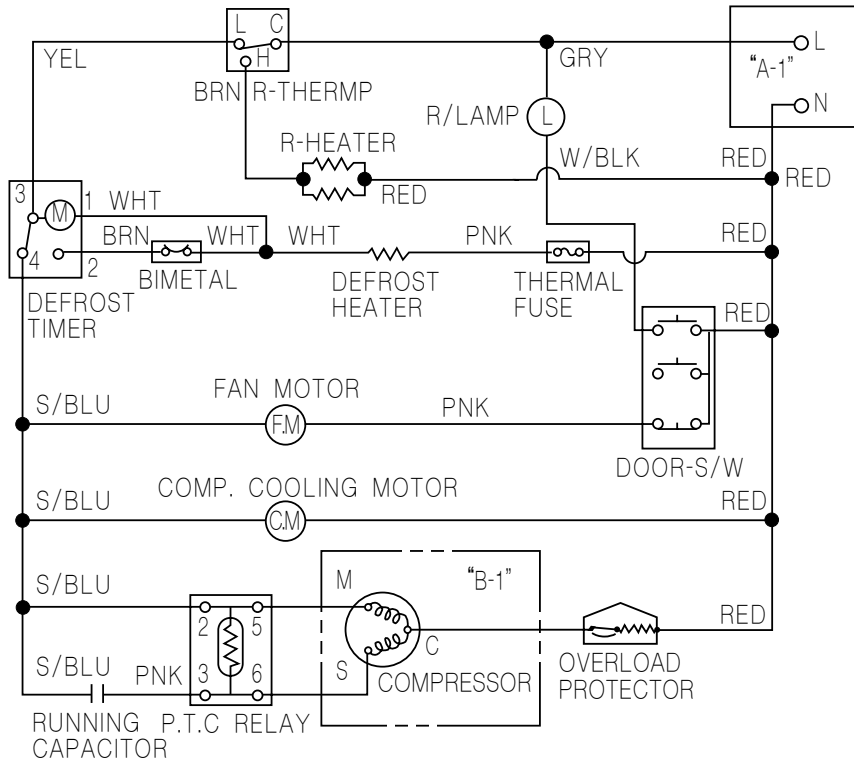 L C
L
YEL
GRY
"A-1"
H
N
BRN R-THERMP
R/LAMP L
R-HEATER
W/BLK RED
RED RED
3 M 1 WHT
BRN WHT WHT PNK RED
4 2
BIMETAL DEFROST HEATER THERMAL FUSE
DEFROST TIMER
RED
FAN MOTOR
S/BLU PNK
F.M
DOOR-S/W
COMP. COOLING MOTOR
S/BLU RED
C.M
"B-1"
S/BLU M
2 5 RED
C
3 6 S
S/BLU PNK
COMPRESSOR
OVERLOAD PROTECTOR
RUNNING CAPACITOR
P.T.C RELAY